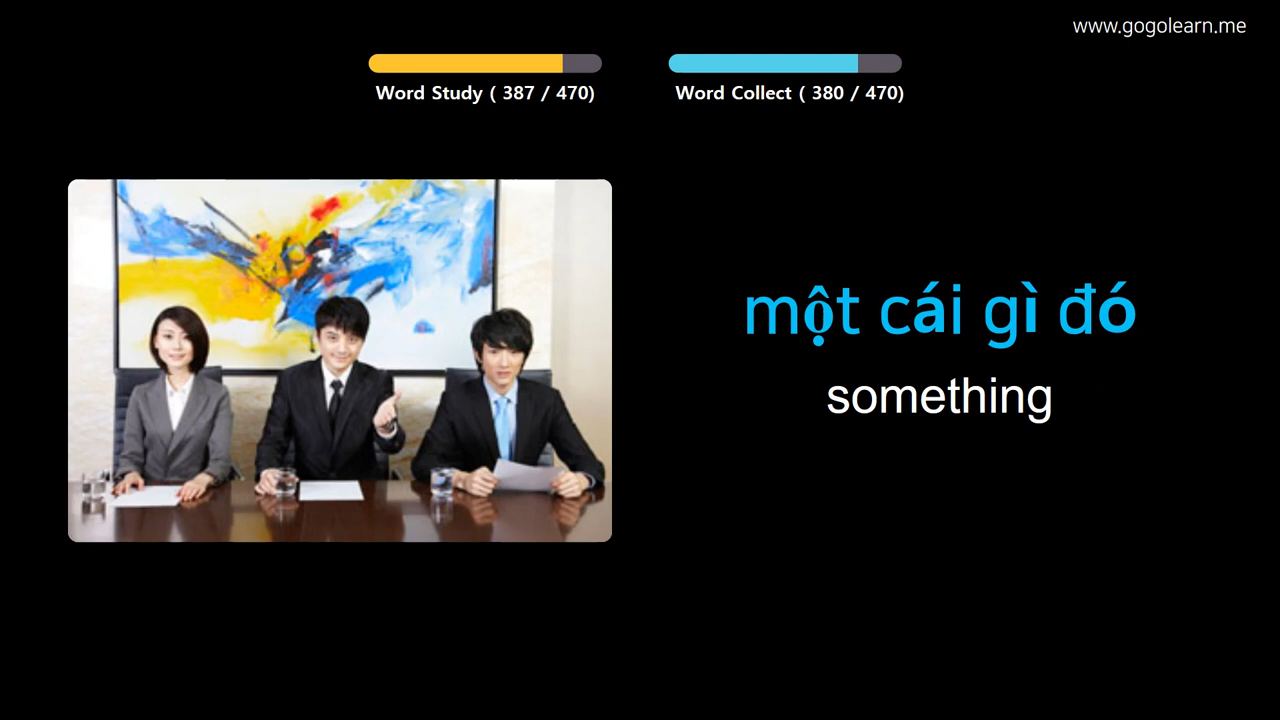 www.gogolearn.me
Word Study ( 387 / 470)
Word Collect ( 380 / 470)
một cái gì đó
something